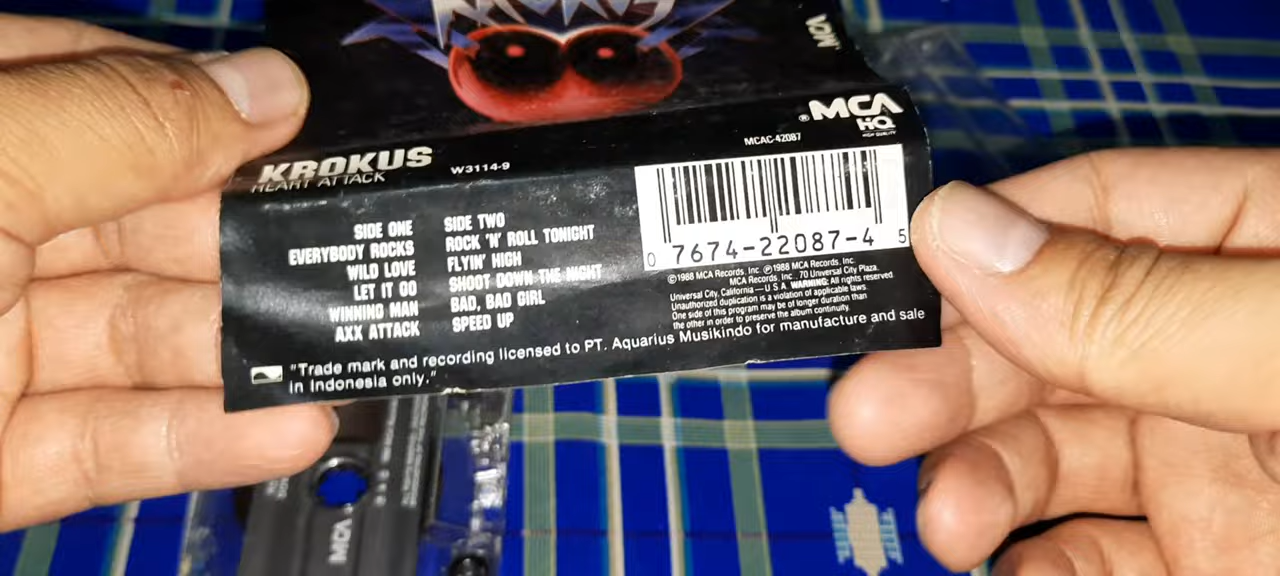 KROKUS
MCA
® MCA
HQ
HIGH QUALITY
MCAC-42087
KROKUS
HEART ATTACK
W3114-9
SIDE ONE
EVERYBODY ROCKS
WILD LOVE
LET IT GO
WINNING MAN
AXX ATTACK
SIDE TWO
ROCK 'N' ROLL TONIGHT
FLYIN' HIGH
SHOOT DOWN THE NIGHT
BAD, BAD GIRL
SPEED UP
0 7674-22087-4 5
©1988 MCA Records, Inc. ℗1988 MCA Records, Inc.
MCA Records, Inc., 70 Universal City Plaza,
Universal City, California — U.S.A. WARNING: All rights reserved.
Unauthorized duplication is a violation of applicable laws.
One side of this program may be of longer duration than
the other in order to preserve the album continuity.
"Trade mark and recording licensed to PT. Aquarius Musikindo for manufacture and sale
in Indonesia only."
MCA